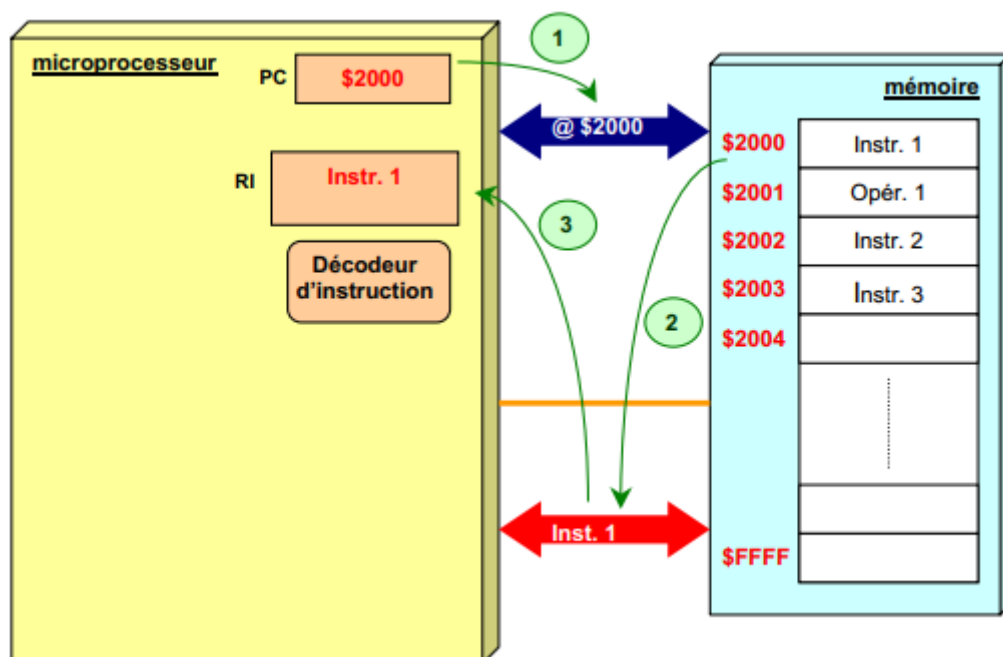 microprocesseur
PC
$2000
1
@ $2000
mémoire
$2000
Instr. 1
RI
Instr. 1
3
$2001
Opér. 1
$2002
Instr. 2
Décodeur
d'instruction
$2003
Instr. 3
2
$2004
Inst. 1
$FFFF